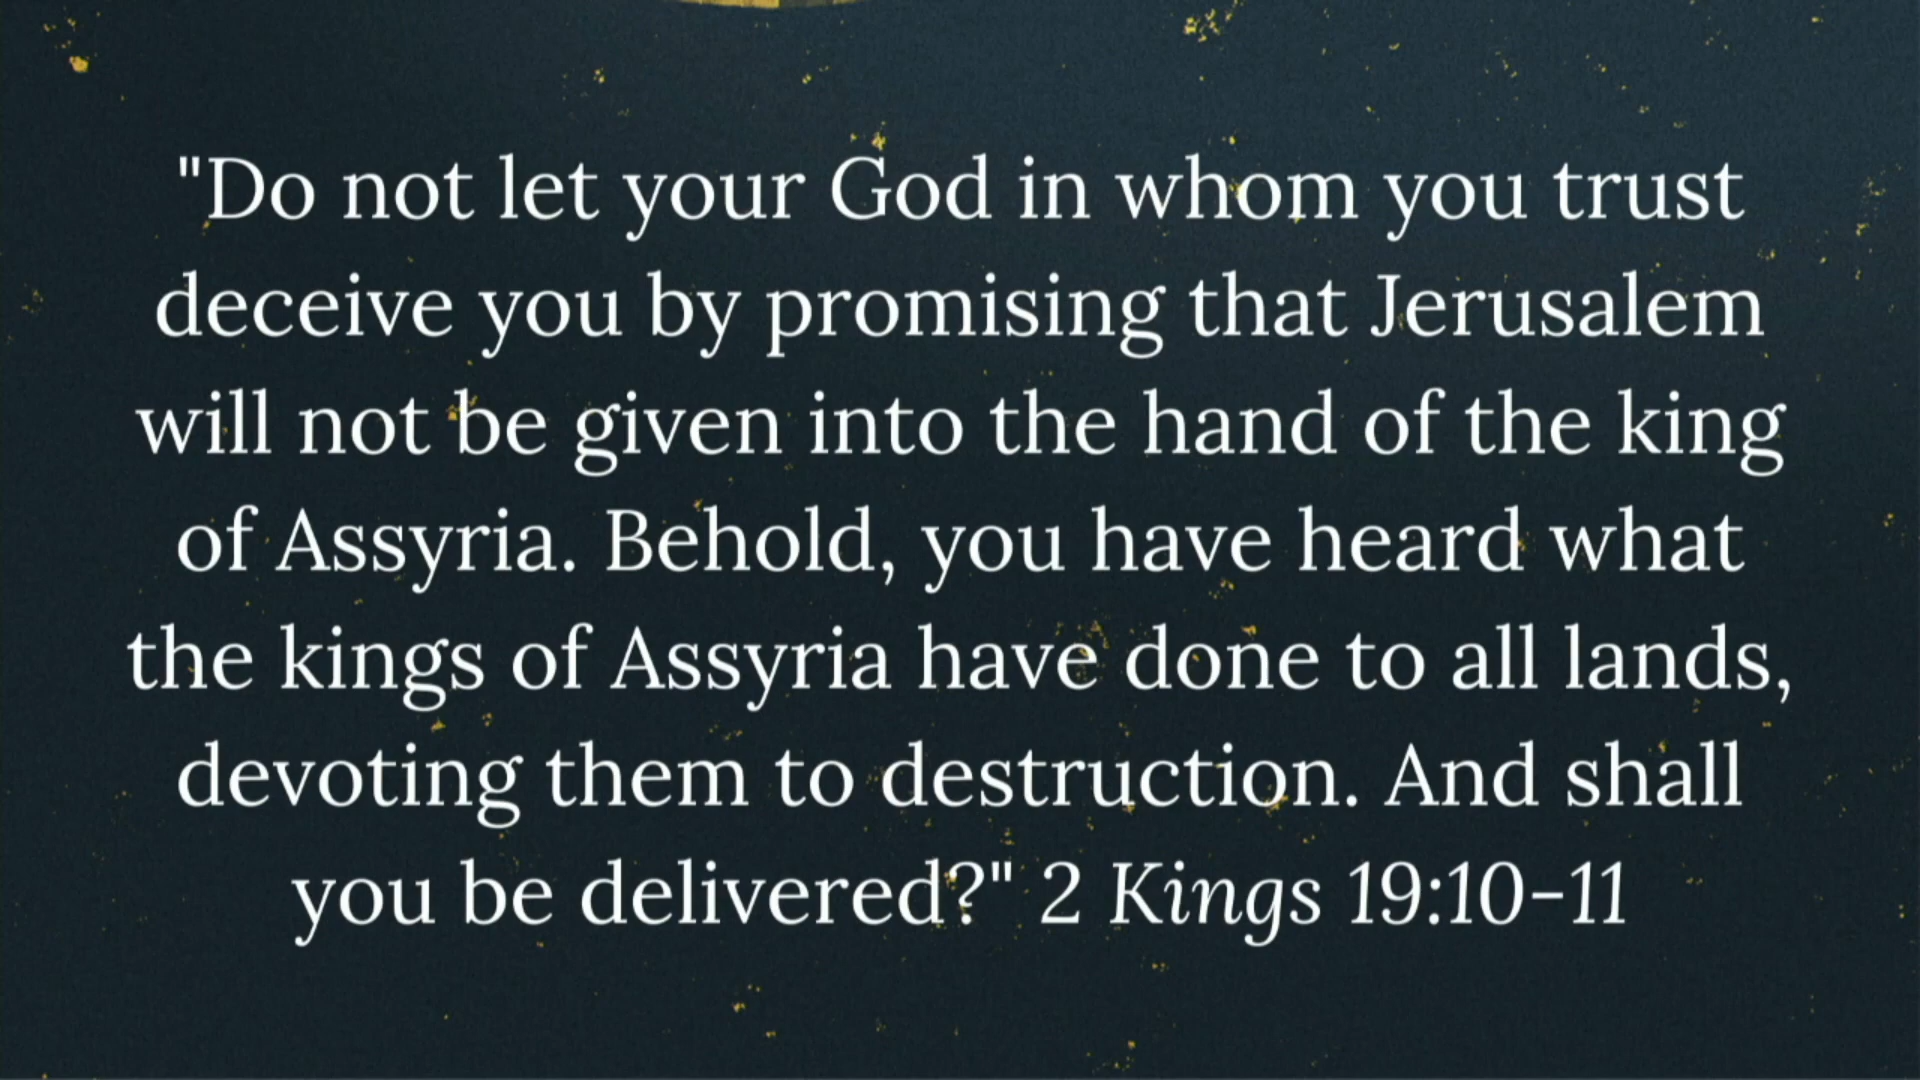 "Do not let your God in whom you trust
deceive you by promising that Jerusalem
will not be given into the hand of the king
of Assyria. Behold, you have heard what
the kings of Assyria have done to all lands,
devoting them to destruction. And shall
you be delivered?" 2 Kings 19:10-11